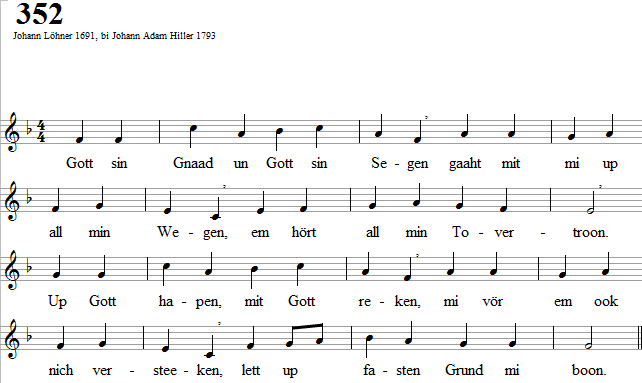 352
Johann Löhner 1691, bi Johann Adam Hiller 1793
4
4
Gott sin Gnaad un Gott sin Se - gen gaaht mit mi up
all min We - gen, em hört all min To - ver - troon.
Up Gott ha - pen, mit Gott re - ken, mi vör em ook
nich ver - stee - ken, lett up fa - sten Grund mi boon.